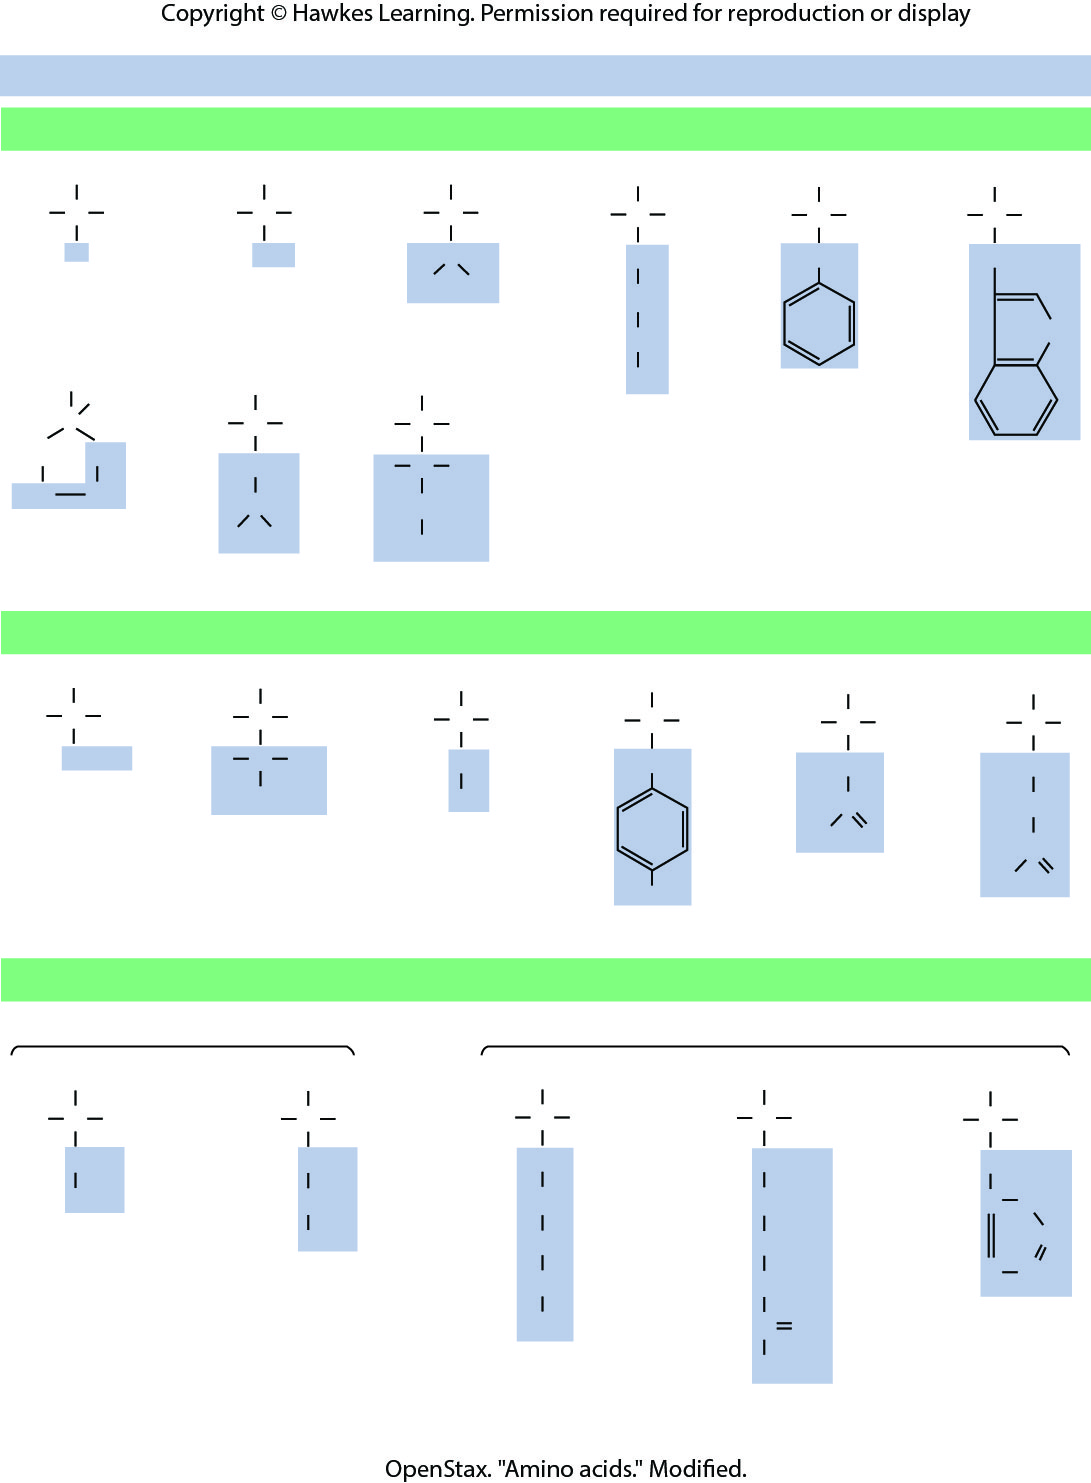 Copyright © Hawkes Learning. Permission required for reproduction or display
OpenStax. "Amino acids." Modified.